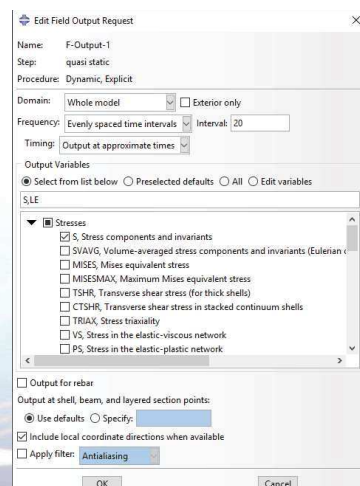 Edit Field Output Request
Name: F-Output-1
Step: quasi static
Procedure: Dynamic, Explicit
Domain: Whole model Exterior only
Frequency: Evenly spaced time intervals Interval: 20
Timing: Output at approximate times
Output Variables
Select from list below Preselected defaults All Edit variables
S,LE
Stresses
S, Stress components and invariants
SVAVG, Volume-averaged stress components and invariants (Eulerian
MISES, Mises equivalent stress
MISESMAX, Maximum Mises equivalent stress
TSHR, Transverse shear stress (for thick shells)
CTSHR, Transverse shear stress in stacked continuum shells
TRIAX, Stress triaxiality
VS, Stress in the elastic-viscous network
PS, Stress in the elastic-plastic network
Output for rebar
Output at shell, beam, and layered section points:
Use defaults Specify:
Include local coordinate directions when available
Apply filter: Antialiasing
OK Cancel